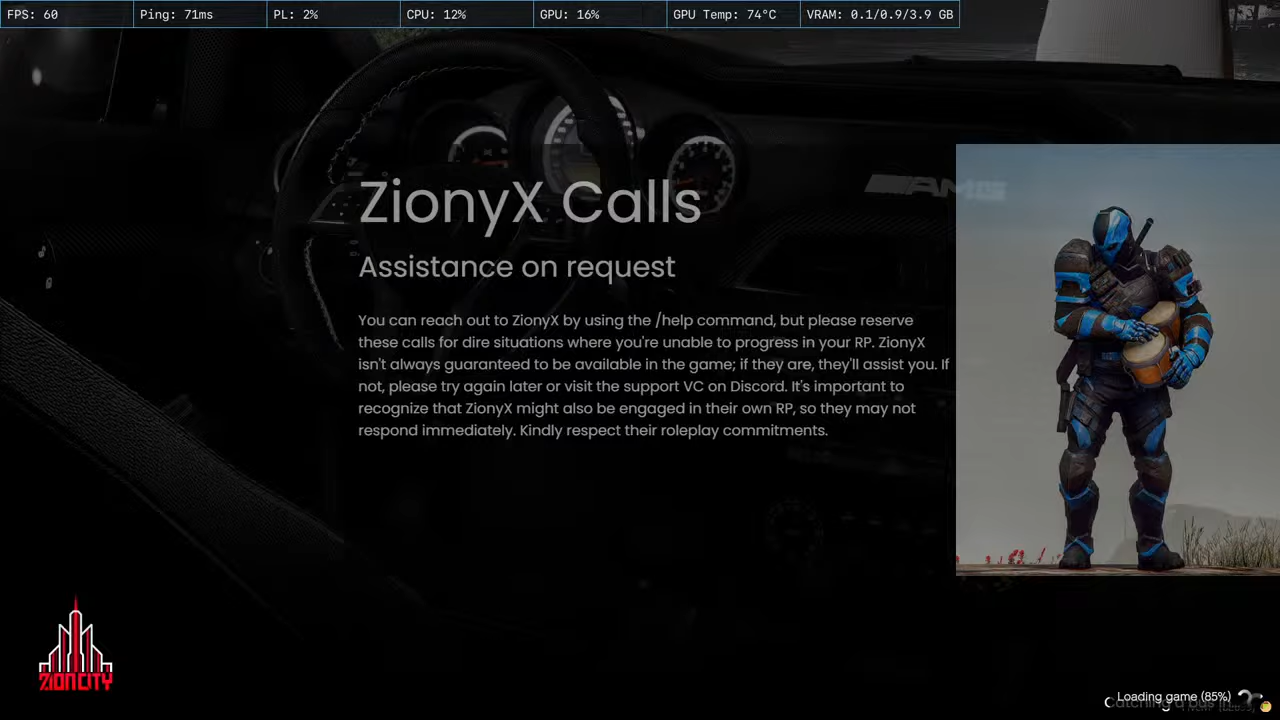 FPS: 60 Ping: 71ms PL: 2% CPU: 12% GPU: 16% GPU Temp: 74°C VRAM: 0.1/0.9/3.9 GB
AMG
ZionyX Calls
Assistance on request
You can reach out to ZionyX by using the /help command, but please reserve
these calls for dire situations where you're unable to progress in your RP. ZionyX
isn't always guaranteed to be available in the game; if they are, they'll assist you. If
not, please try again later or visit the support VC on Discord. It's important to
recognize that ZionyX might also be engaged in their own RP, so they may not
respond immediately. Kindly respect their roleplay commitments.
ZION CITY
Loading game (85%)
Catching a bus in...